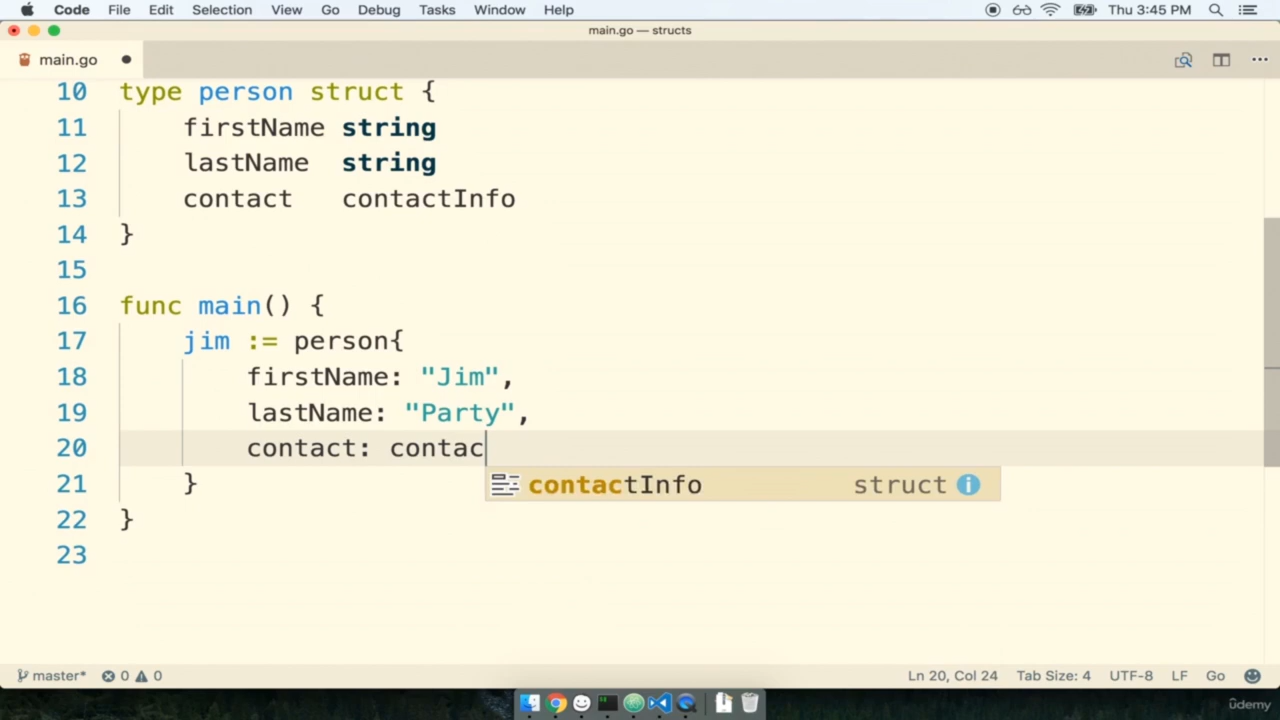 Code File Edit Selection View Go Debug Tasks Window Help Thu 3:45 PM
main.go — structs
main.go
10 type person struct {
11 firstName string
12 lastName string
13 contact contactInfo
14 }
15
16 func main() {
17 jim := person{
18 firstName: "Jim",
19 lastName: "Party",
20 contact: contac
21 }
contactInfo struct
22 }
23
master* 0 0 Ln 20, Col 24 Tab Size: 4 UTF-8 LF Go
ûdemy